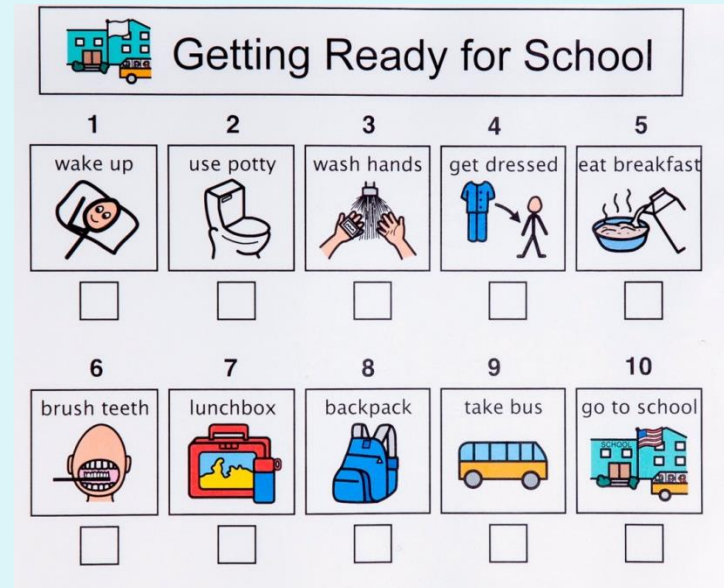 Getting Ready for School
1 2 3 4 5
wake up use potty wash hands get dressed eat breakfast
6 7 8 9 10
brush teeth lunchbox backpack take bus go to school
SCHOOL